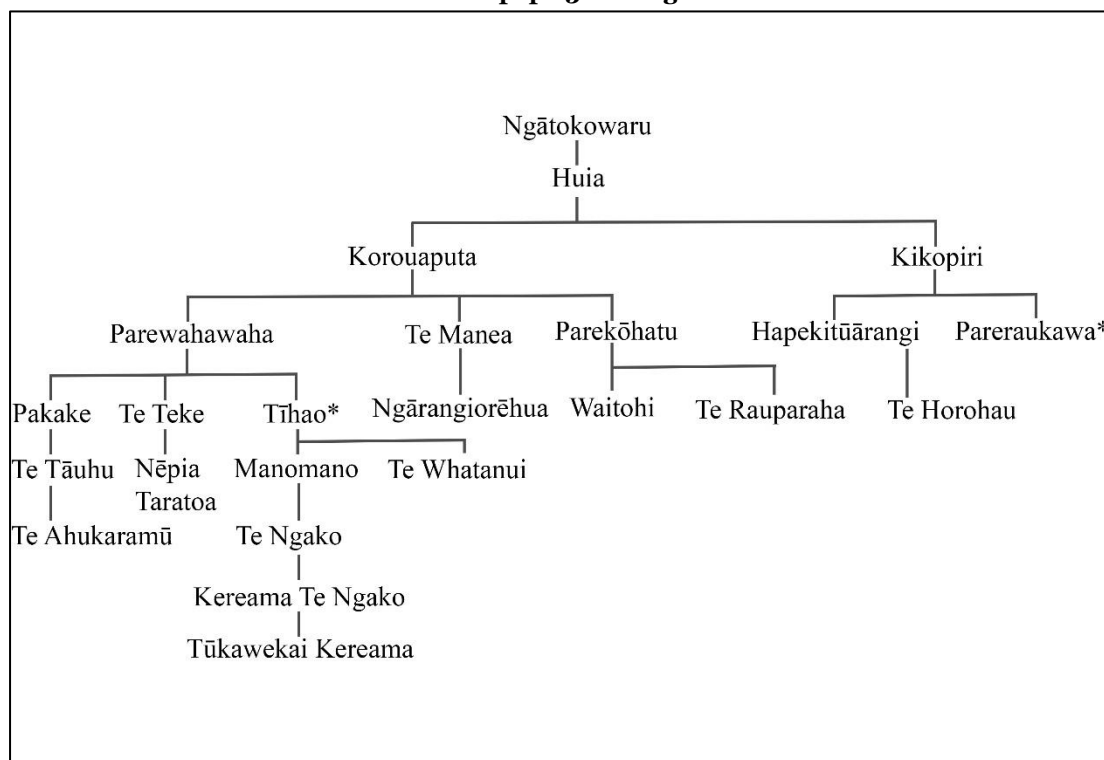 Ngātokowaru
Huia
Korouaputa Kikopiri
Parewahawaha Te Manea Parekōhatu Hapekitūārangi Pareraukawa*
Pakake Te Teke Tīhao* Ngārangiorēhua Waitohi Te Rauparaha Te Horohau
Te Tāuhu Nēpia Manomano Te Whatanui
Taratoa
Te Ahukaramū Te Ngako
Kereama Te Ngako
Tūkawekai Kereama